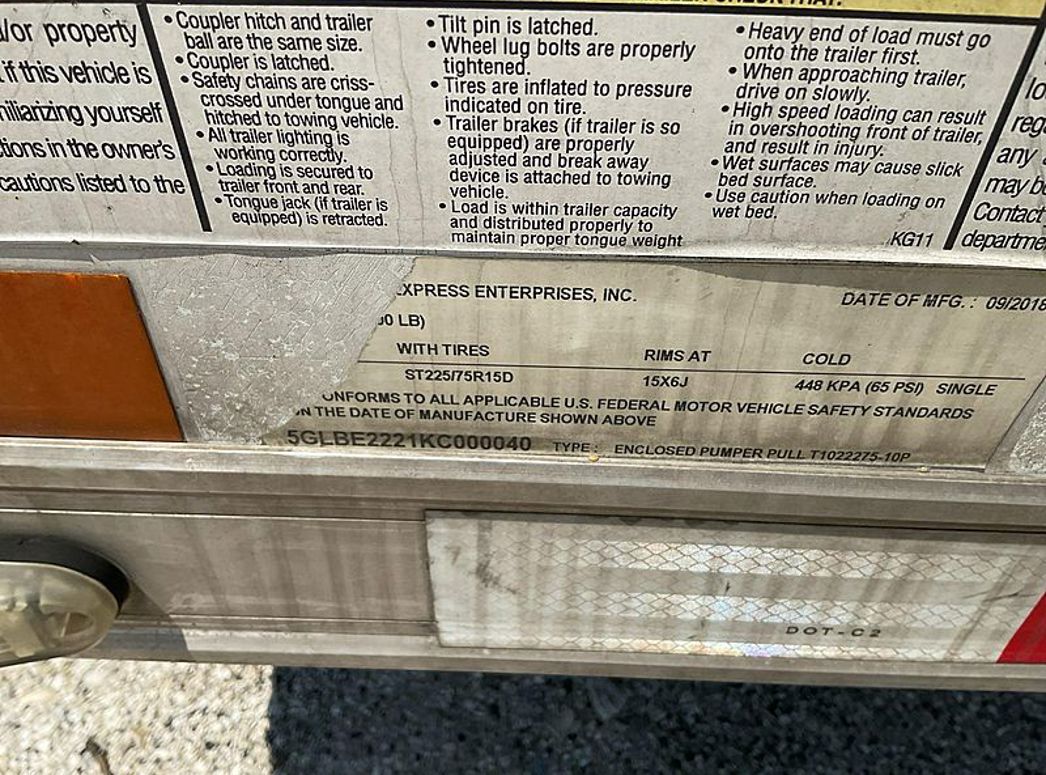 /or property
if this vehicle is
miliarizing yourself
tions in the owner's
cautions listed to the
• Coupler hitch and trailer
ball are the same size.
• Coupler is latched.
• Safety chains are criss-
crossed under tongue and
hitched to towing vehicle.
• All trailer lighting is
working correctly.
• Loading is secured to
trailer front and rear.
• Tongue jack (if trailer is
equipped) is retracted.
• Tilt pin is latched.
• Wheel lug bolts are properly
tightened.
• Tires are inflated to pressure
indicated on tire.
• Trailer brakes (if trailer is so
equipped) are properly
adjusted and break away
device is attached to towing
vehicle.
• Load is within trailer capacity
and distributed properly to
maintain proper tongue weight
• Heavy end of load must go
onto the trailer first.
• When approaching trailer,
drive on slowly.
• High speed loading can result
in overshooting front of trailer,
and result in injury.
• Wet surfaces may cause slick
bed surface.
• Use caution when loading on
wet bed.
KG11
lo
rega
any
may be
Contact
departme
EXPRESS ENTERPRISES, INC. DATE OF MFG. : 09/2018
00 LB)
WITH TIRES RIMS AT COLD
ST225/75R15D 15X6J 448 KPA (65 PSI) SINGLE
ONFORMS TO ALL APPLICABLE U.S. FEDERAL MOTOR VEHICLE SAFETY STANDARDS
ON THE DATE OF MANUFACTURE SHOWN ABOVE
5GLBE2221KC000040 TYPE : ENCLOSED PUMPER PULL T1022275-10P
DOT-C2